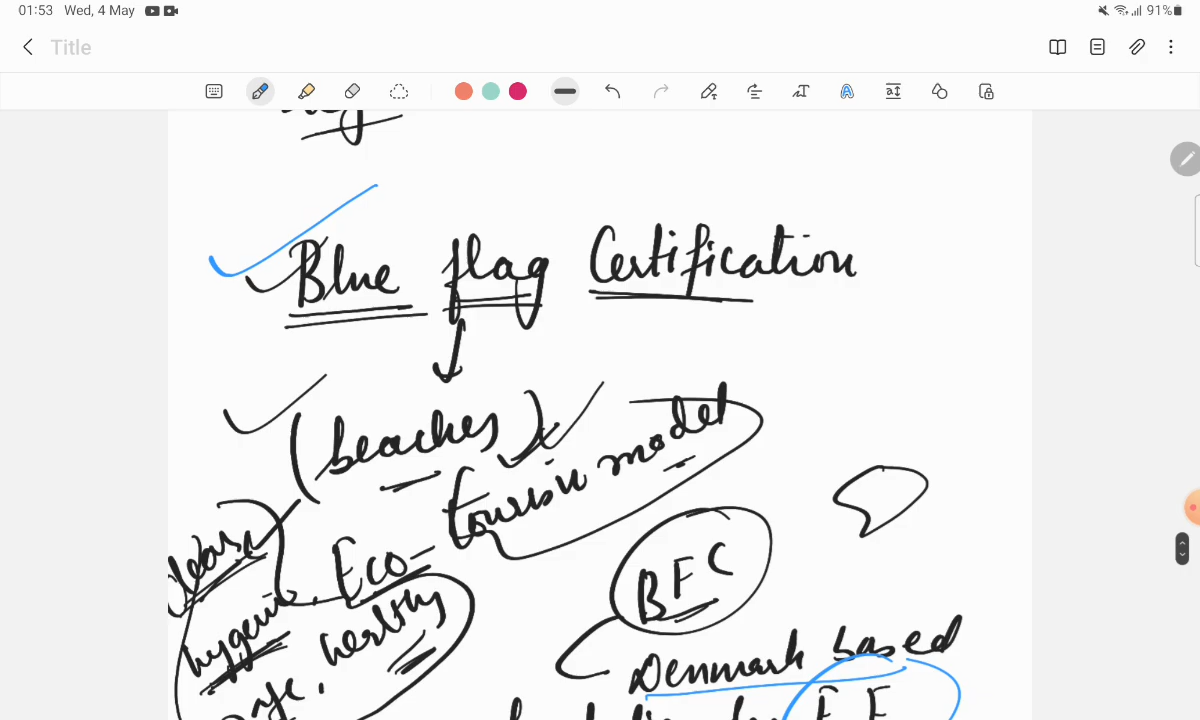 01:53 Wed, 4 May 91%
Title
Blue flag Certification
(beaches)
tourism model
Eco-
clean
hygenic
safe, healthy
BFC
Denmark based
F E